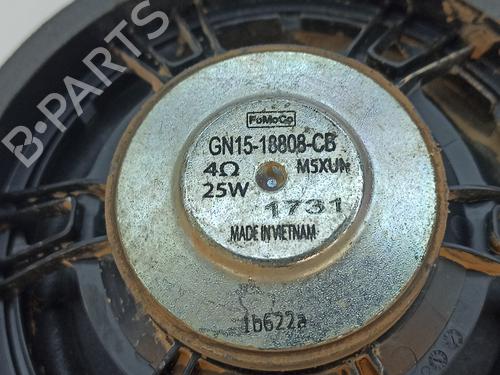 B-PARTS
FoMoCo
GN15-18808-CB
4Ω M5XUN
25W
1731
MADE IN VIETNAM
1b622a